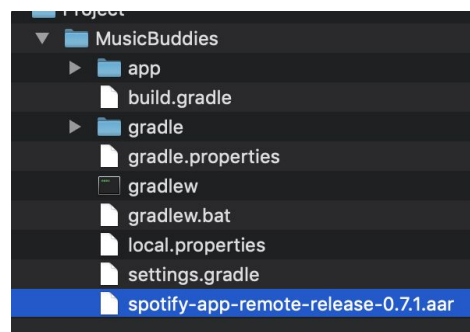 Project
MusicBuddies
app
build.gradle
gradle
gradle.properties
gradlew
gradlew.bat
local.properties
settings.gradle
spotify-app-remote-release-0.7.1.aar